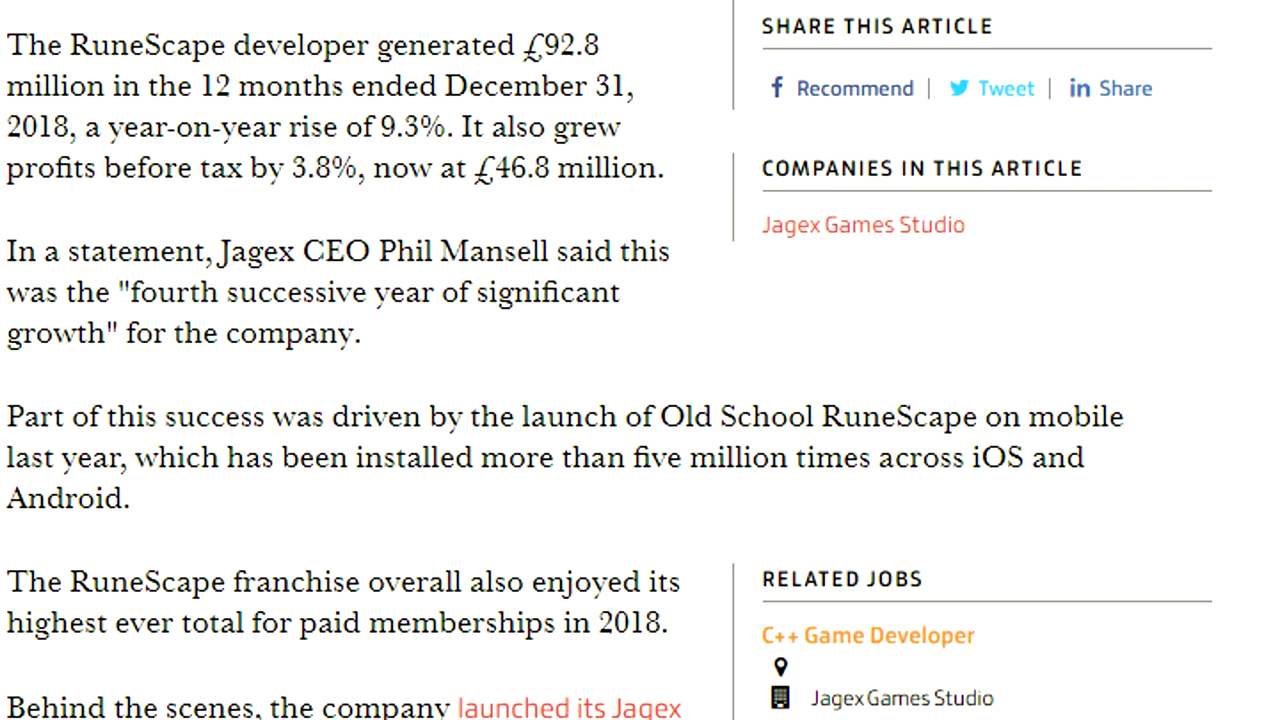 The RuneScape developer generated £92.8
million in the 12 months ended December 31,
2018, a year-on-year rise of 9.3%. It also grew
profits before tax by 3.8%, now at £46.8 million.
In a statement, Jagex CEO Phil Mansell said this
was the "fourth successive year of significant
growth" for the company.
Part of this success was driven by the launch of Old School RuneScape on mobile
last year, which has been installed more than five million times across iOS and
Android.
The RuneScape franchise overall also enjoyed its
highest ever total for paid memberships in 2018.
Behind the scenes, the company launched its Jagex
SHARE THIS ARTICLE
f Recommend | Tweet | in Share
COMPANIES IN THIS ARTICLE
Jagex Games Studio
RELATED JOBS
C++ Game Developer
Jagex Games Studio